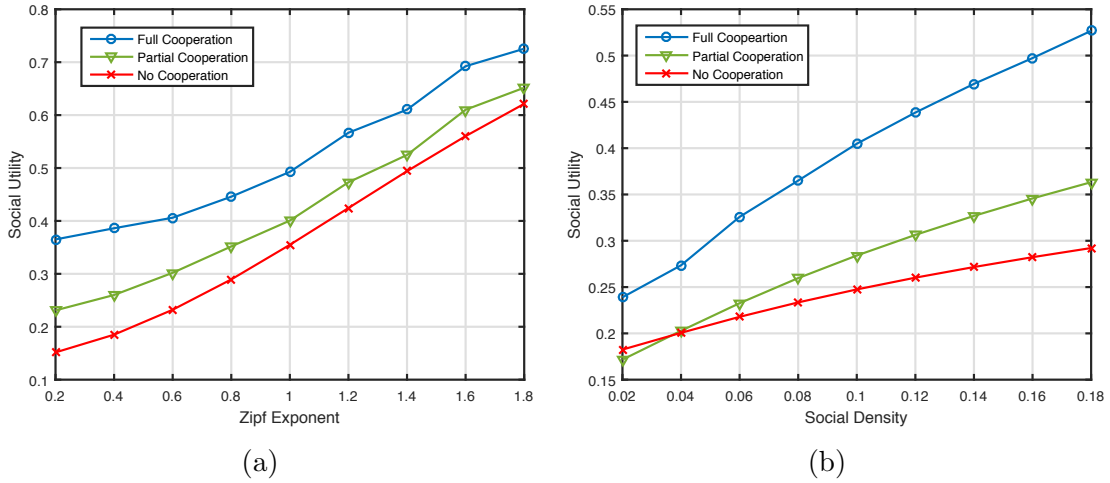 0.8
0.7
0.6
0.5
0.4
0.3
0.2
0.1
Social Utility
Full Cooperation
Partial Cooperation
No Cooperation
0.2 0.4 0.6 0.8 1 1.2 1.4 1.6 1.8
Zipf Exponent
(a)
0.55
0.5
0.45
0.4
0.35
0.3
0.25
0.2
0.15
Social Utility
Full Coopeartion
Partial Cooperation
No Cooperation
0.02 0.04 0.06 0.08 0.1 0.12 0.14 0.16 0.18
Social Density
(b)